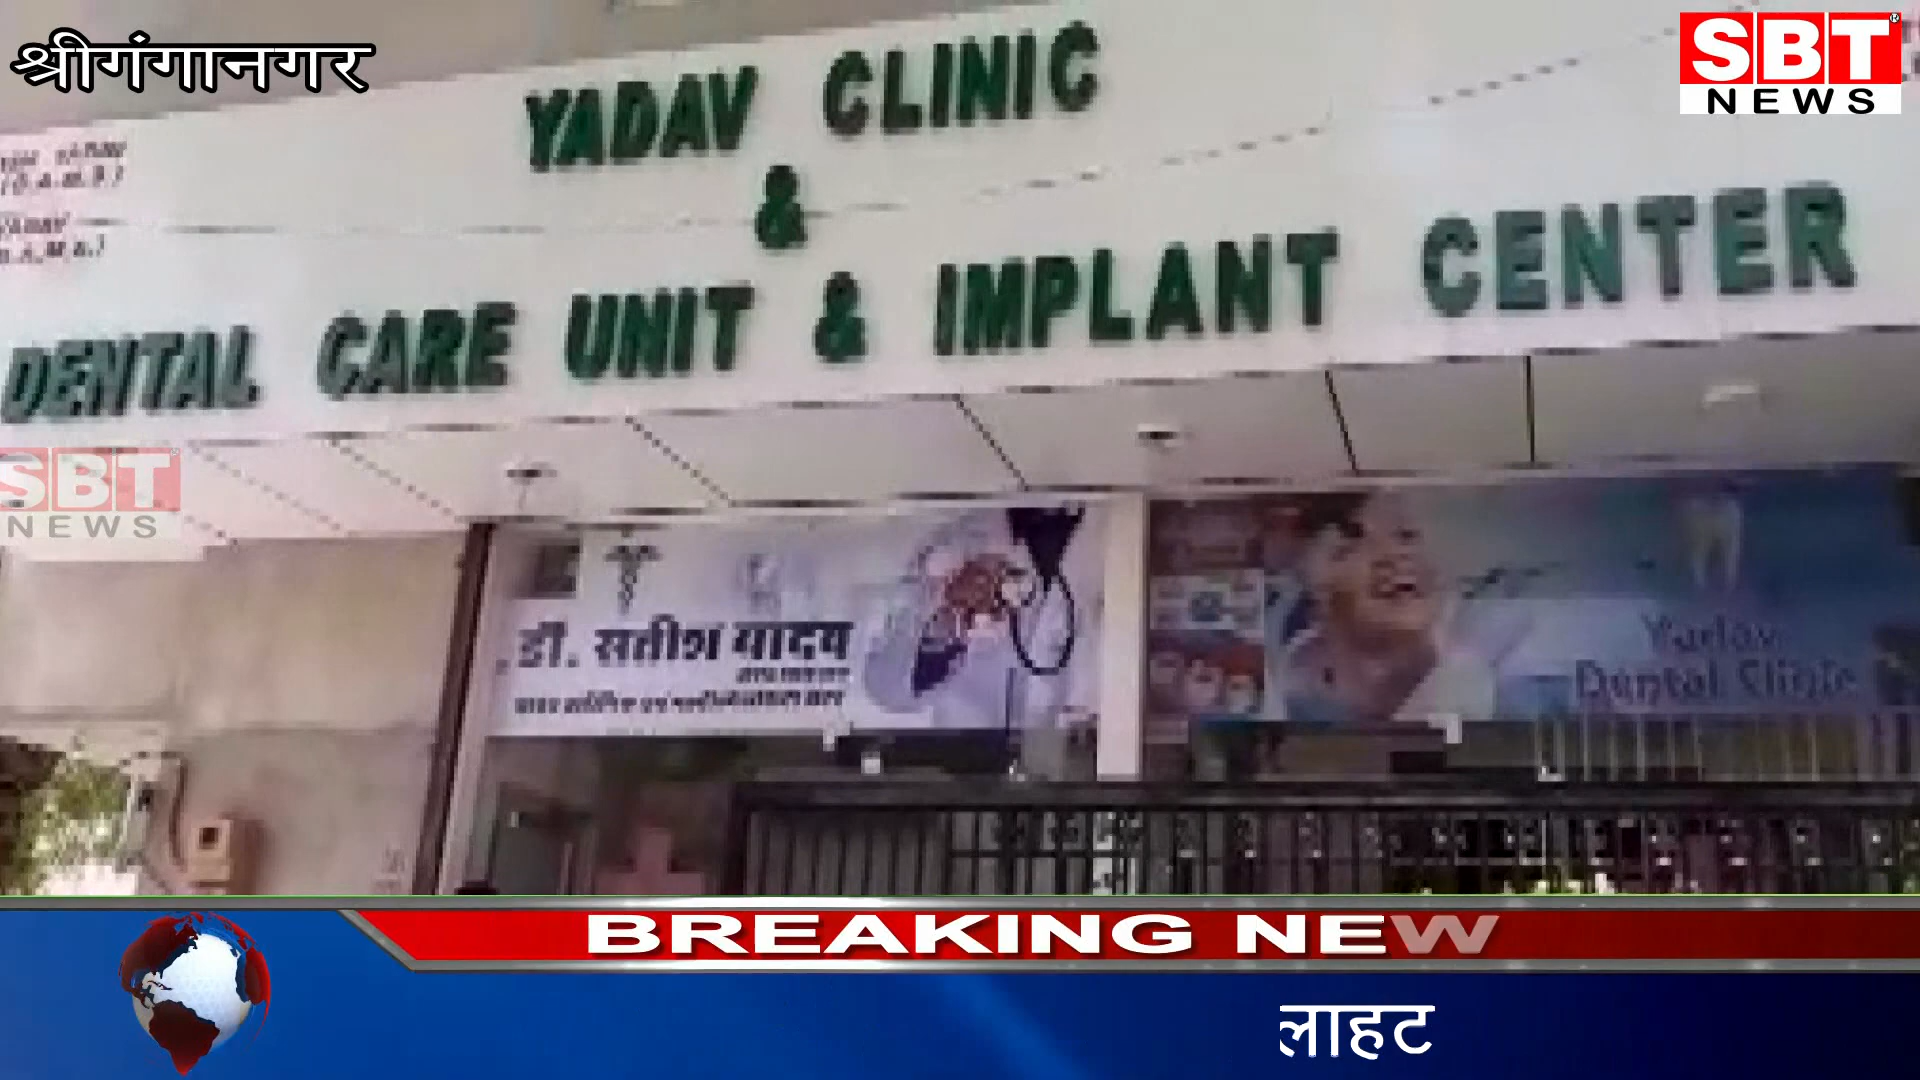 श्रीगंगानगर
SBT
NEWS
YADAV CLINIC
&
DENTAL CARE UNIT & IMPLANT CENTER
SBT
NEWS
डॉ. सतीश यादव
Yadav
Dental Clinic
BREAKING NEW
लाहट